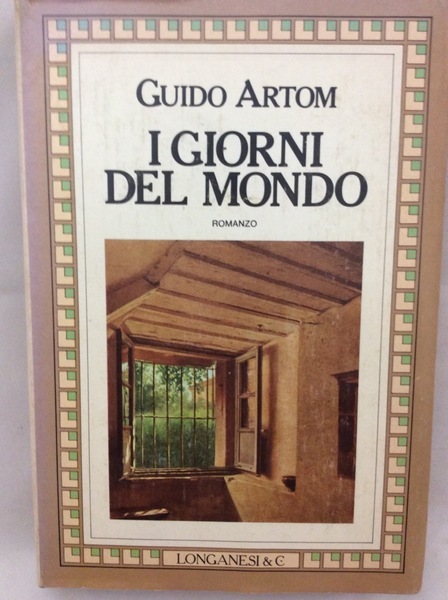 GUIDO ARTOM
I GIORNI
DEL MONDO
ROMANZO
LONGANESI & C.